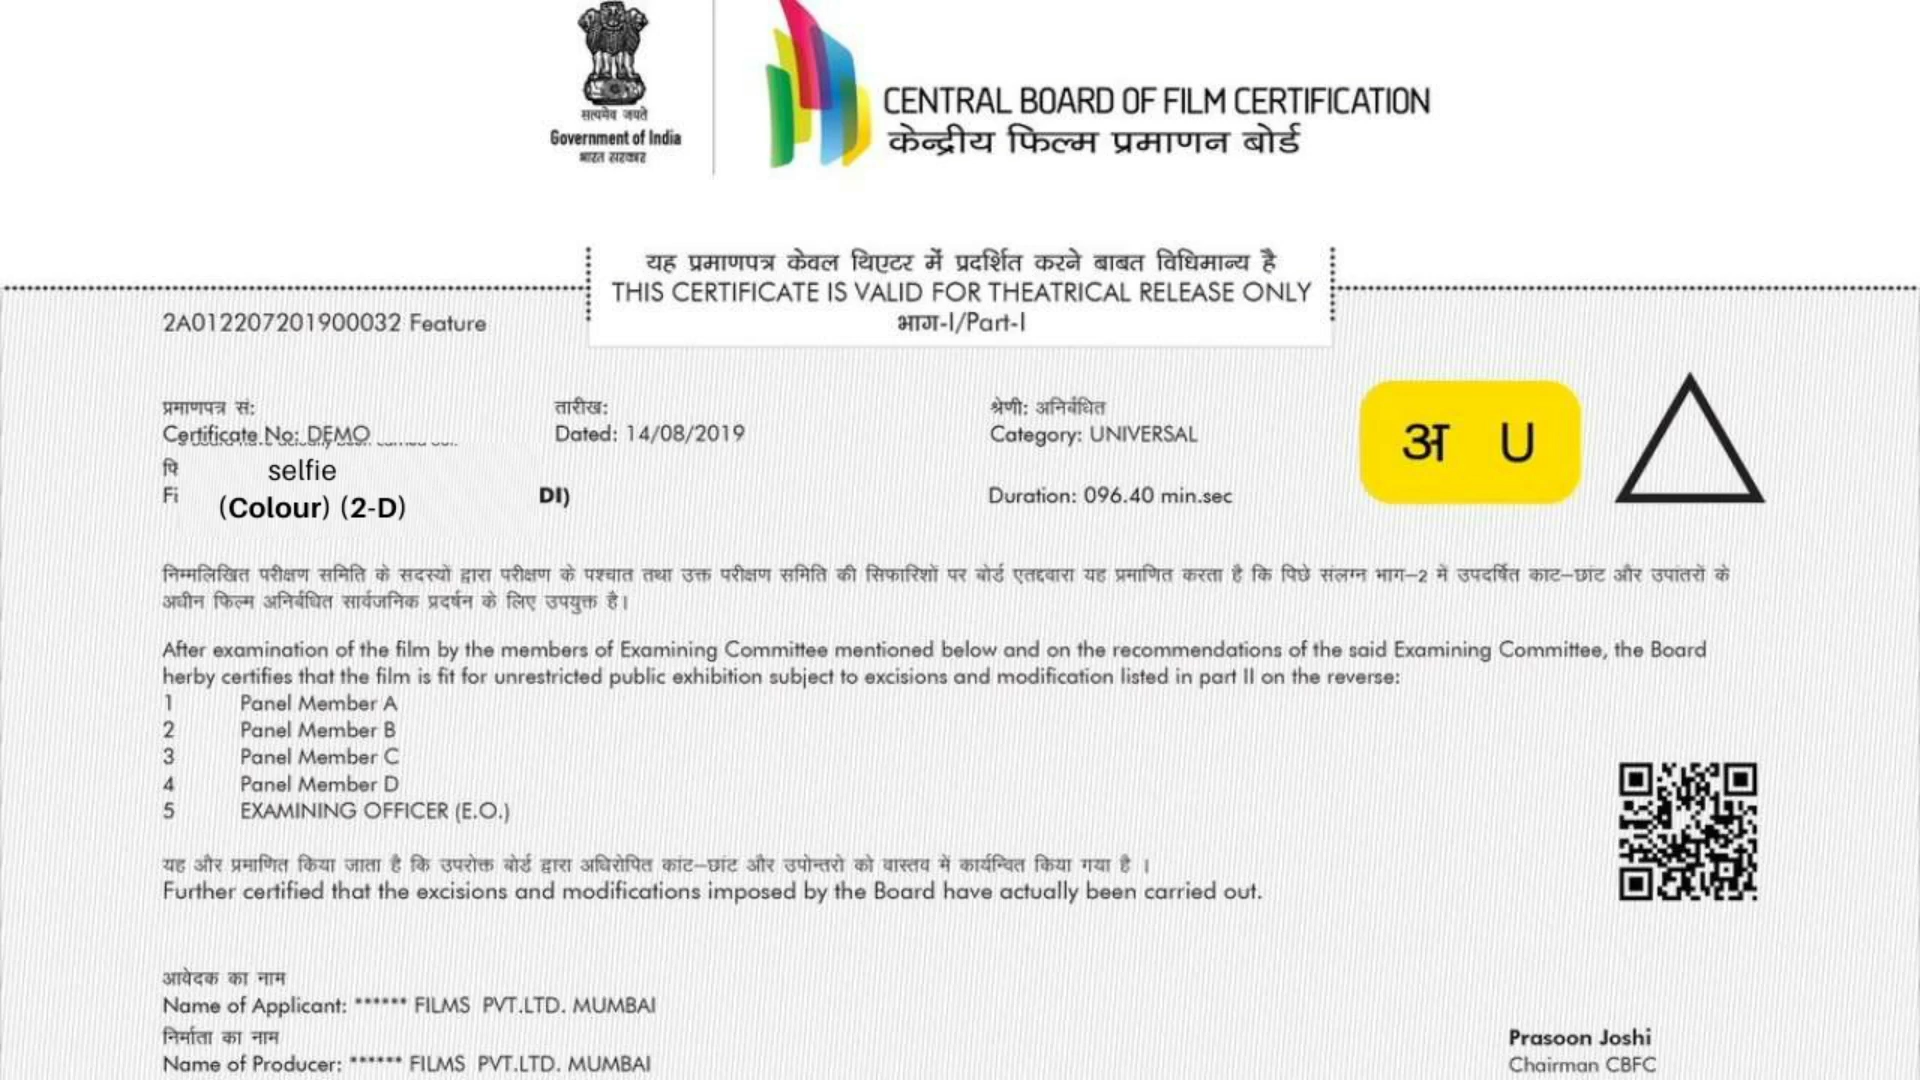 सत्यमेव जयते
Government of India
भारत सरकार
CENTRAL BOARD OF FILM CERTIFICATION
केन्द्रीय फिल्म प्रमाणन बोर्ड
यह प्रमाणपत्र केवल थिएटर में प्रदर्शित करने बाबत विधिमान्य है
THIS CERTIFICATE IS VALID FOR THEATRICAL RELEASE ONLY
भाग-I/Part-I
2A012207201900032 Feature
प्रमाणपत्र सं: तारीख: श्रेणी: अनिर्बंधित
Certificate No: DEMO Dated: 14/08/2019 Category: UNIVERSAL
अ U
फि selfie
Fi (Colour) (2-D) DI) Duration: 096.40 min.sec
निम्मलिखित परीक्षण समिति के सदस्यों द्वारा परीक्षण के पश्चात तथा उक्त परीक्षण समिति की सिफारिशों पर बोर्ड एतद्दवारा यह प्रमाणित करता है कि पिछे संलग्न भाग–2 में उपदर्षित काट–छांट और उपांतरों के
अधीन फिल्म अनिर्बंधित सार्वजनिक प्रदर्षन के लिए उपयुक्त है।
After examination of the film by the members of Examining Committee mentioned below and on the recommendations of the said Examining Committee, the Board
herby certifies that the film is fit for unrestricted public exhibition subject to excisions and modification listed in part II on the reverse:
1 Panel Member A
2 Panel Member B
3 Panel Member C
4 Panel Member D
5 EXAMINING OFFICER (E.O.)
यह और प्रमाणित किया जाता है कि उपरोक्त बोर्ड द्वारा अधिरोपित कांट–छांट और उपोन्तरो को वास्तव में कार्यन्वित किया गया है ।
Further certified that the excisions and modifications imposed by the Board have actually been carried out.
आवेदक का नाम
Name of Applicant: ****** FILMS PVT.LTD. MUMBAI
निर्माता का नाम
Name of Producer: ****** FILMS PVT.LTD. MUMBAI
Prasoon Joshi
Chairman CBFC